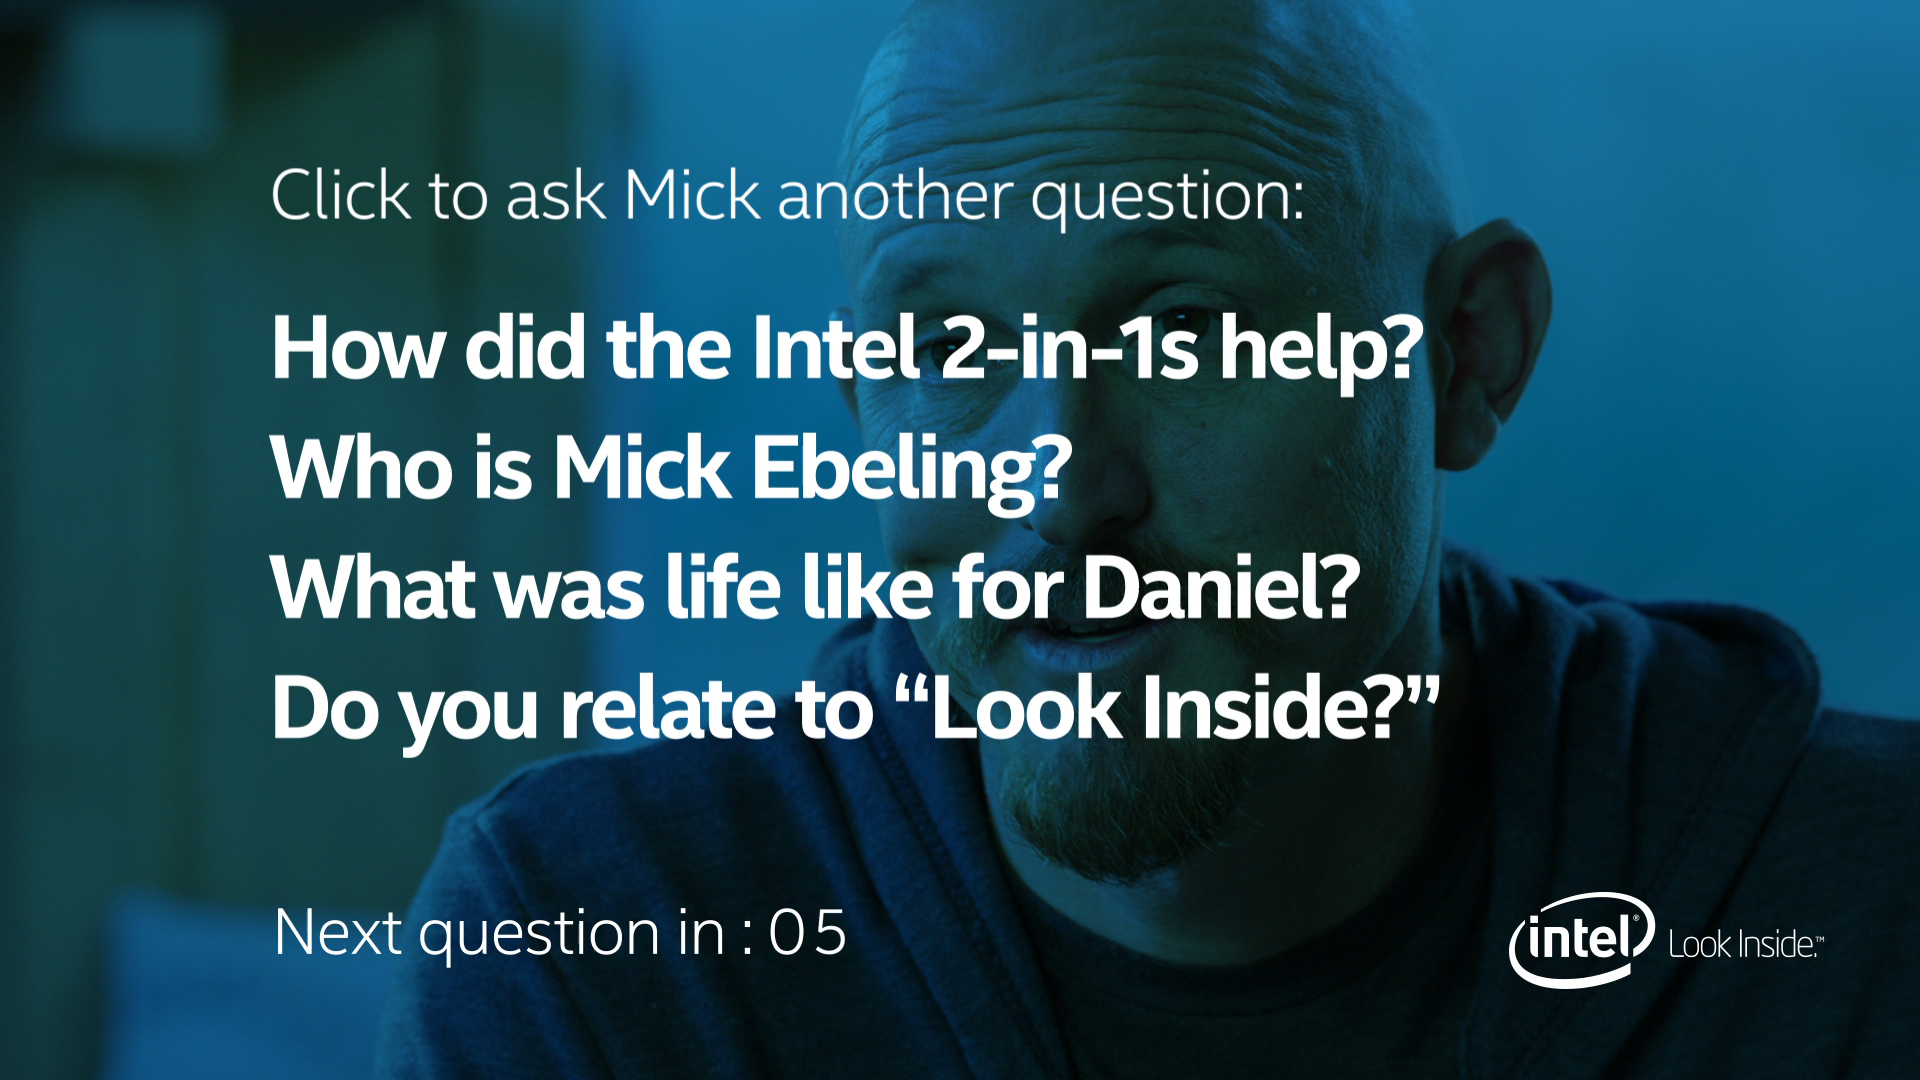 Click to ask Mick another question:
How did the Intel 2-in-1s help?
Who is Mick Ebeling?
What was life like for Daniel?
Do you relate to “Look Inside?”
Next question in : 05
intel® Look Inside.™